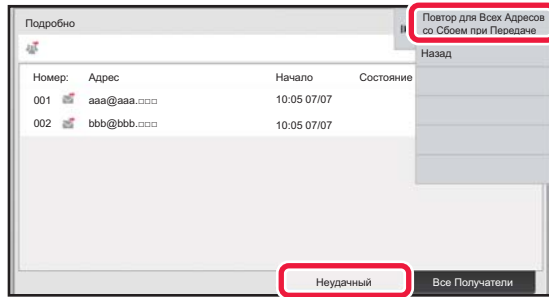 Подробно
Повтор для Всех Адресов
со Сбоем при Передаче
Назад
Номер: Адрес Начало Состояние
001 aaa@aaa.□□□ 10:05 07/07
002 bbb@bbb.□□□ 10:05 07/07
Неудачный Все Получатели